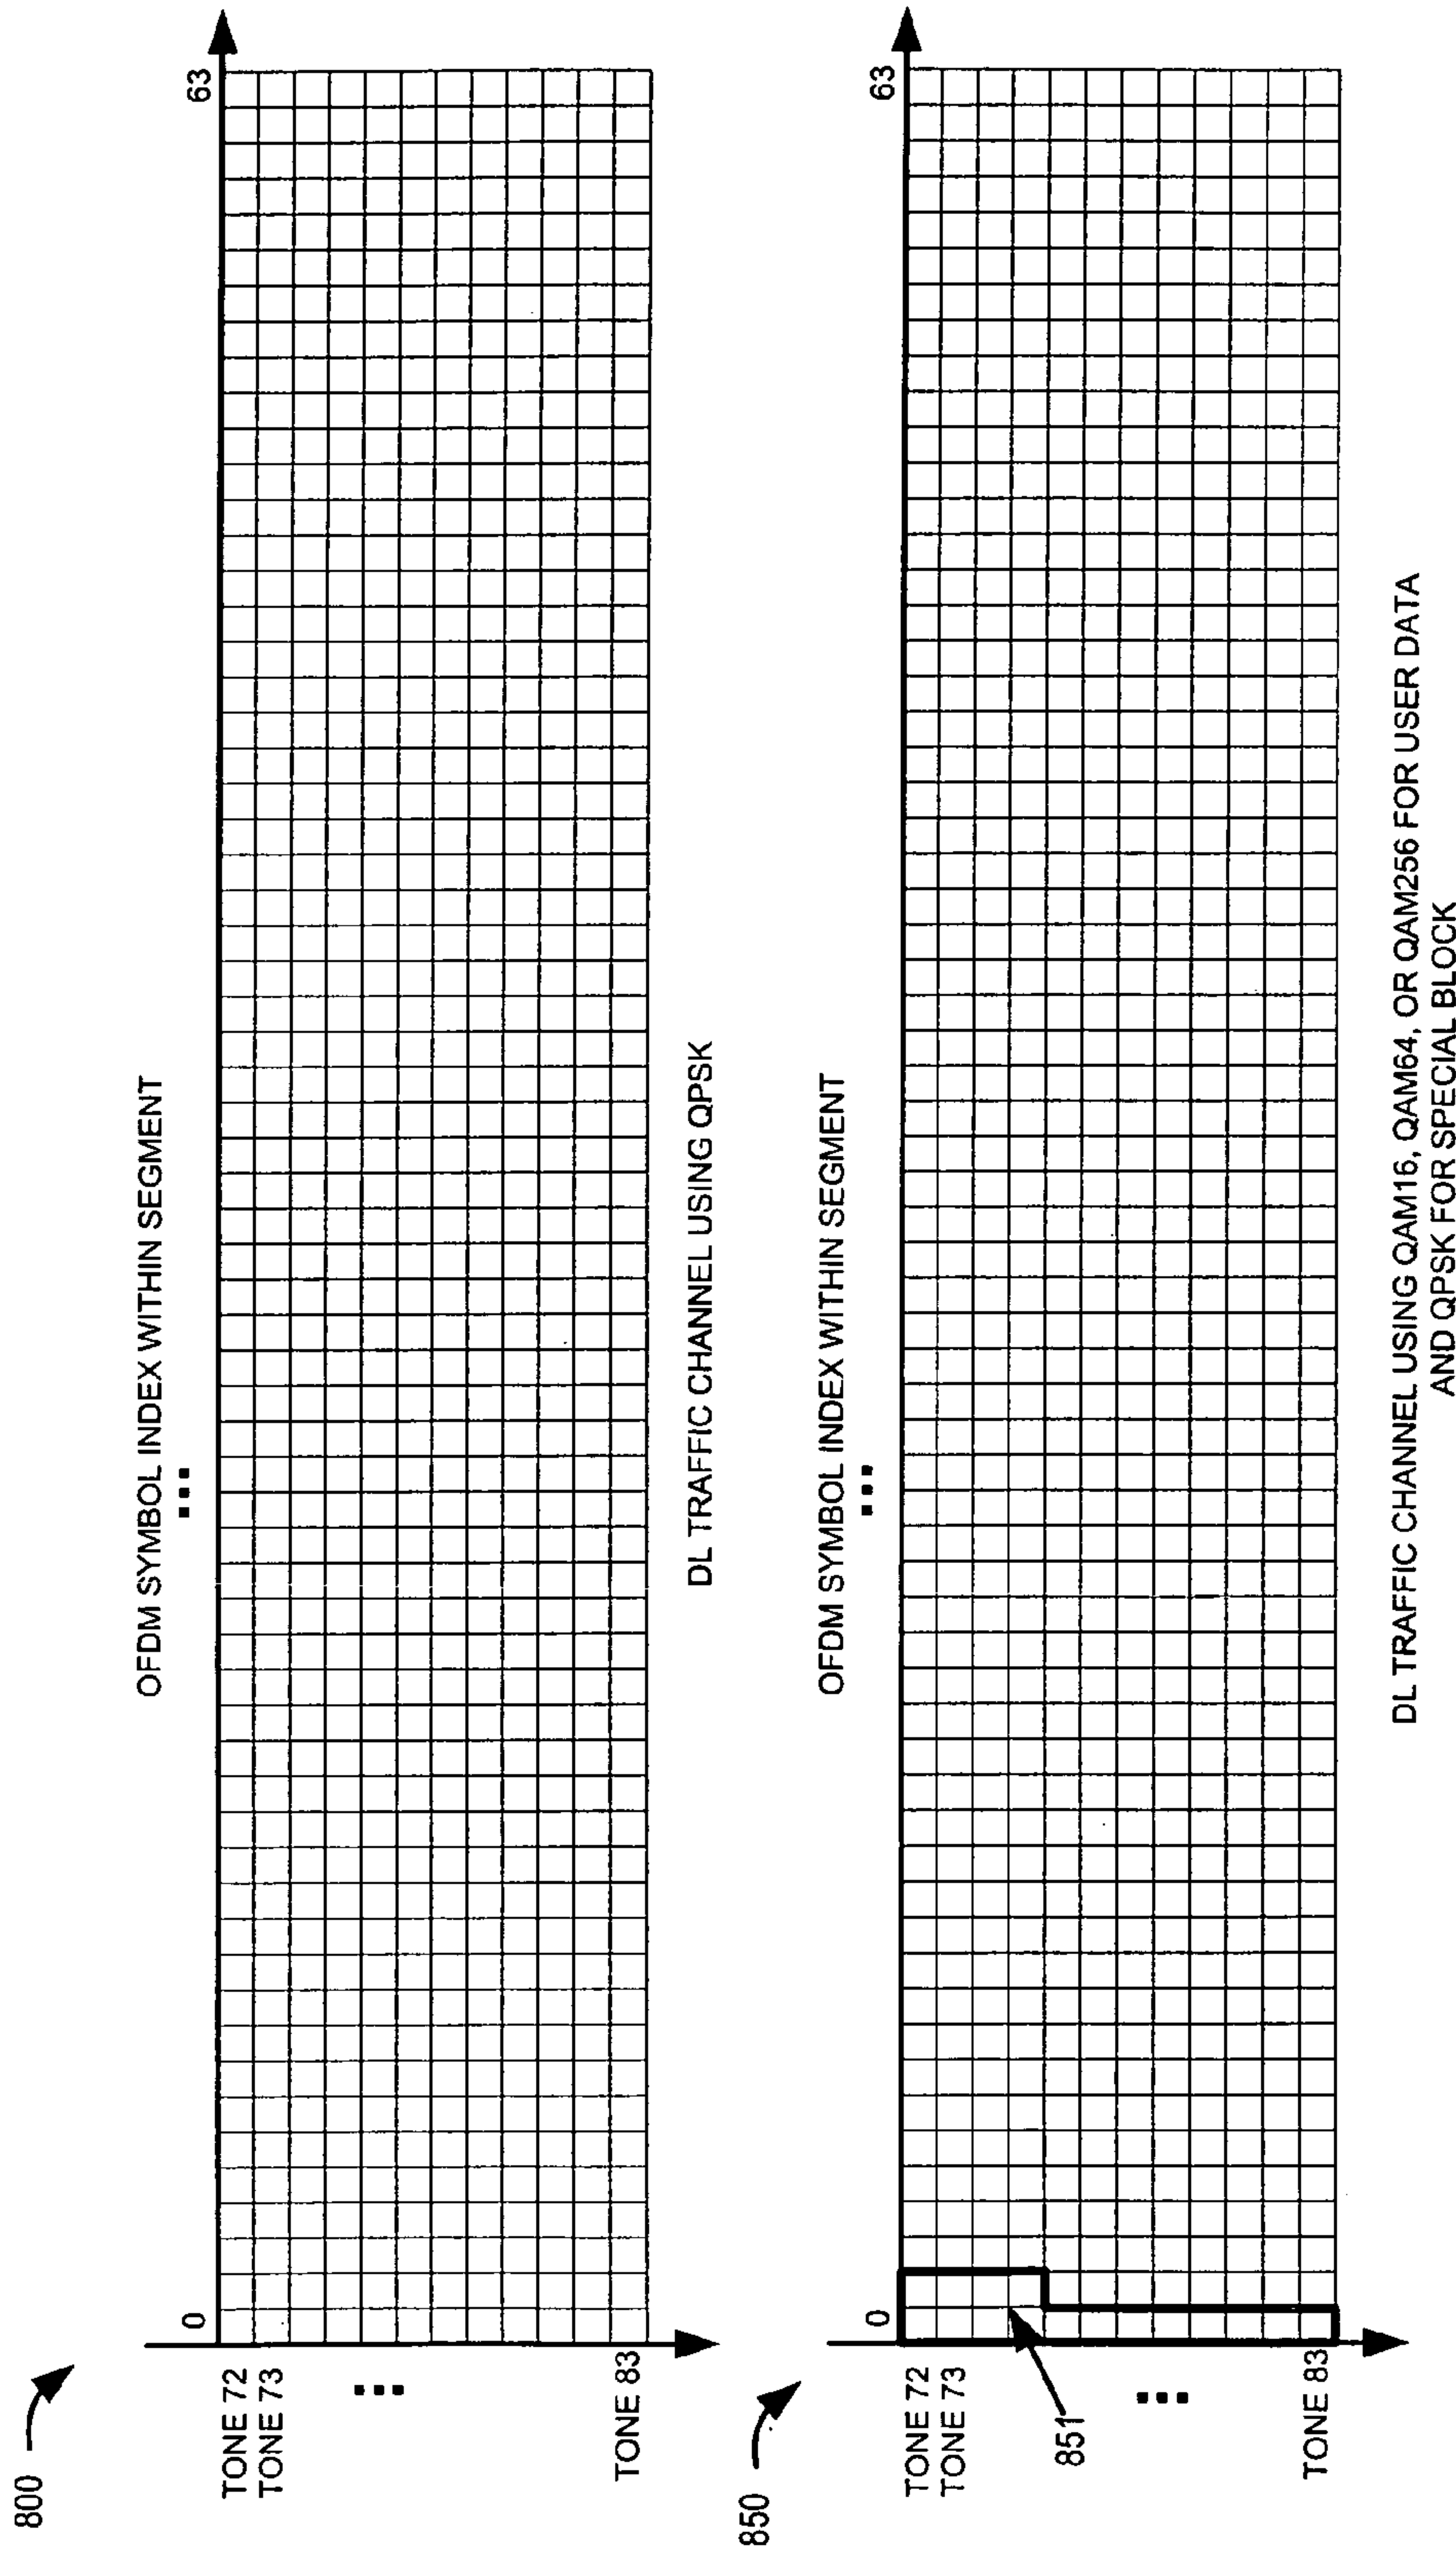 800
OFDM SYMBOL INDEX WITHIN SEGMENT
0
63
TONE 72
TONE 73
TONE 83
DL TRAFFIC CHANNEL USING QPSK
850
OFDM SYMBOL INDEX WITHIN SEGMENT
0
63
TONE 72
TONE 73
851
TONE 83
DL TRAFFIC CHANNEL USING QAM16, QAM64, OR QAM256 FOR USER DATA
AND QPSK FOR SPECIAL BLOCK